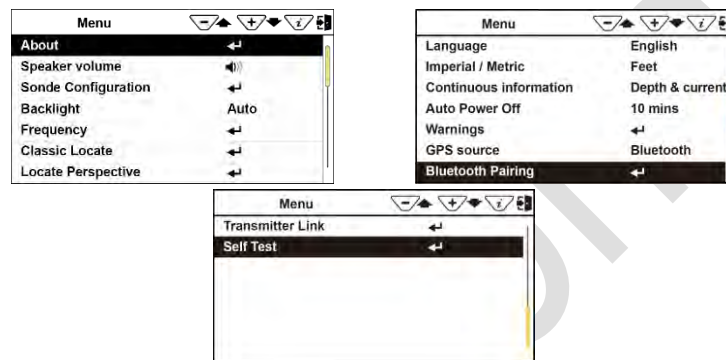 Menu - + i
About
Speaker volume
Sonde Configuration
Backlight Auto
Frequency
Classic Locate
Locate Perspective
Menu - + i
Language English
Imperial / Metric Feet
Continuous information Depth & current
Auto Power Off 10 mins
Warnings
GPS source Bluetooth
Bluetooth Pairing
Menu - + i
Transmitter Link
Self Test